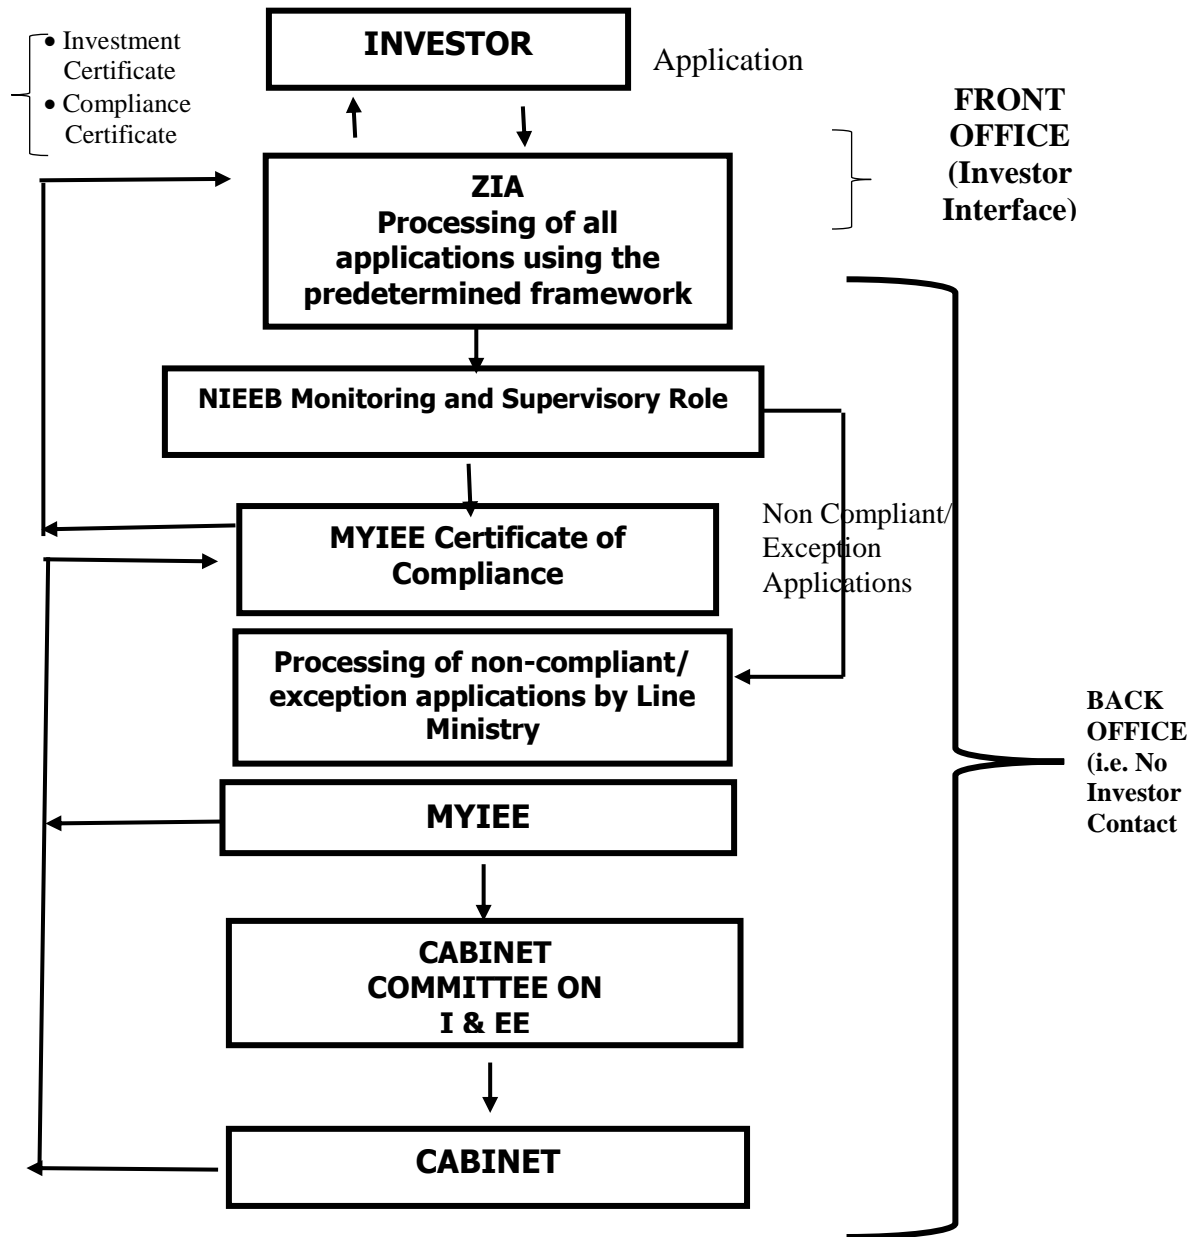 • Investment
Certificate
• Compliance
Certificate
INVESTOR
Application
FRONT
OFFICE
(Investor
Interface)
ZIA
Processing of all
applications using the
predetermined framework
NIEEB Monitoring and Supervisory Role
Non Compliant/
Exception
Applications
MYIEE Certificate of
Compliance
Processing of non-compliant/
exception applications by Line
Ministry
BACK
OFFICE
(i.e. No
Investor
Contact
MYIEE
CABINET
COMMITTEE ON
I & EE
CABINET